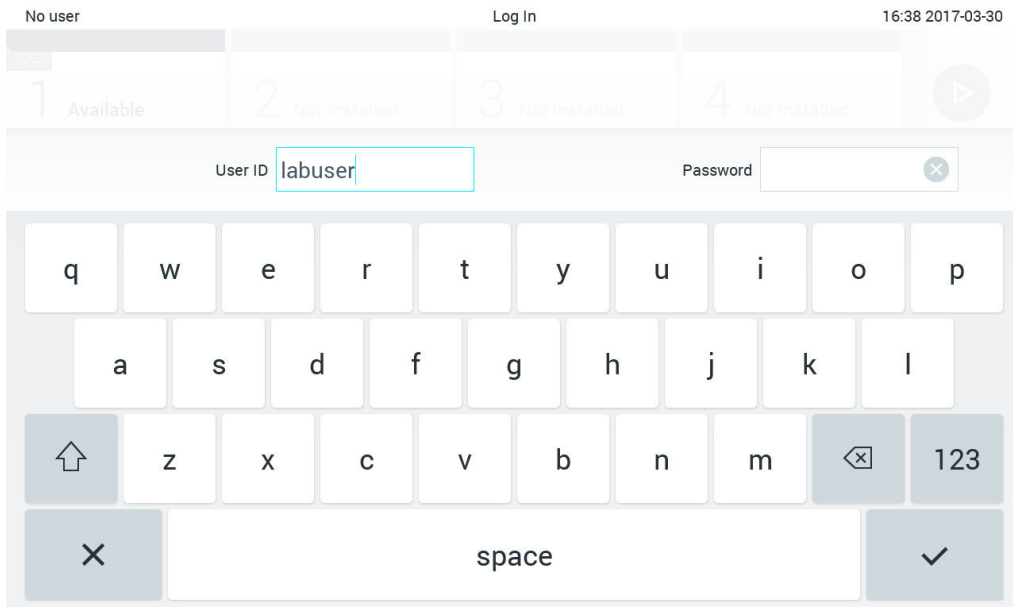 No user Log In 16:38 2017-03-30
1 Available 2 Not installed 3 Not installed 4 Not installed
User ID labuser Password
q w e r t y u i o p
a s d f g h j k l
z x c v b n m 123
space